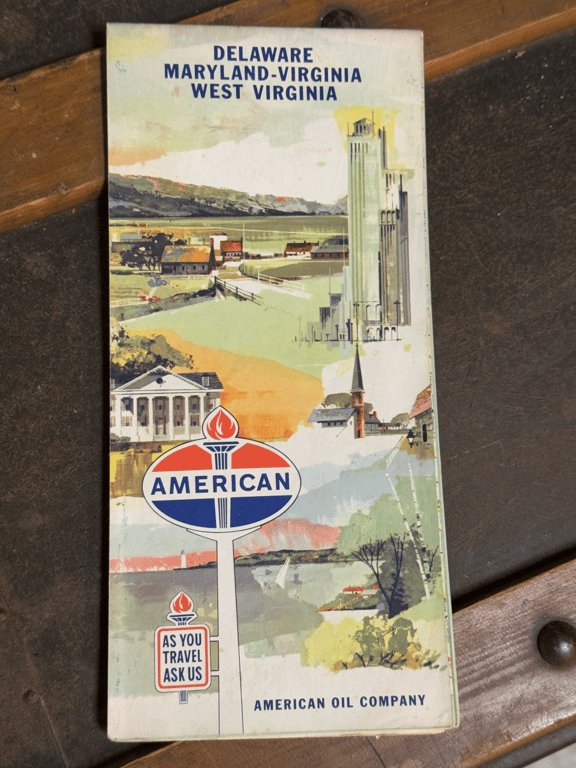 DELAWARE
MARYLAND-VIRGINIA
WEST VIRGINIA
AMERICAN
AS YOU
TRAVEL
ASK US
AMERICAN OIL COMPANY